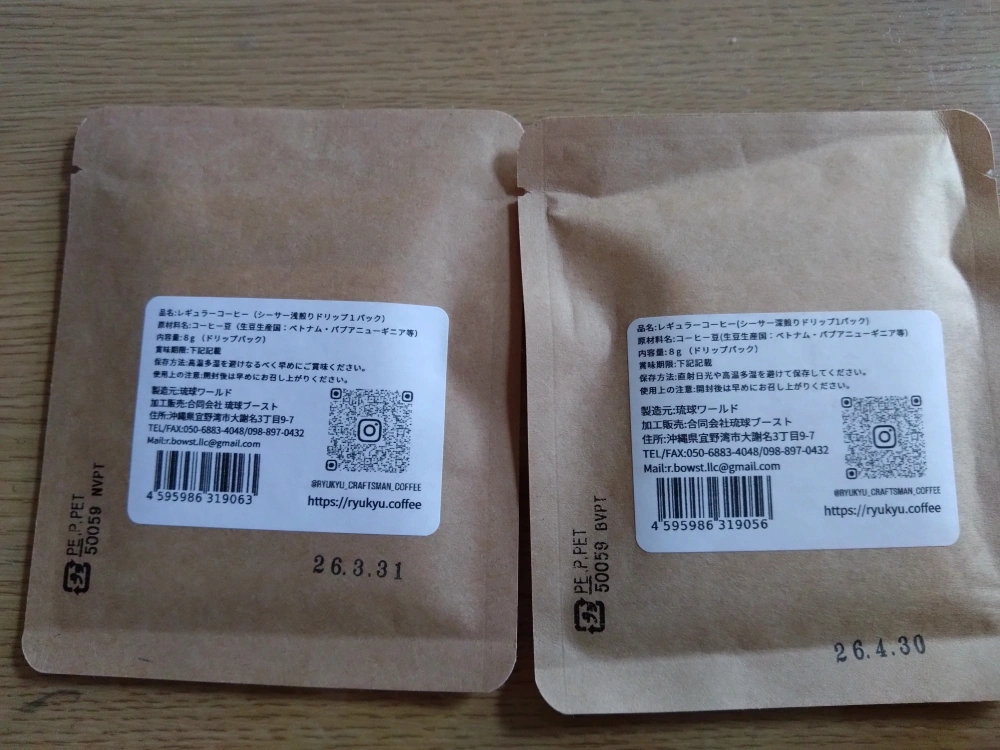 品名:レギュラーコーヒー（シーサー浅煎りドリップ１パック）
原材料名:コーヒー豆（生豆生産国：ベトナム・パプアニューギニア等）
内容量:８ｇ（ドリップパック）
賞味期限:下記記載
保存方法:高温多湿を避けなるべく早めにご賞味ください。
使用上の注意:開封後は早めにお召し上がりください。
製造元:琉球ワールド
加工販売:合同会社 琉球ブースト
住所:沖縄県宜野湾市大謝名3丁目9-7
TEL/FAX:050-6883-4048/098-897-0432
Mail:r.bowst.llc@gmail.com
4 595986 319063
@RYUKYU_CRAFTSMAN_COFFEE
https://ryukyu.coffee
プラ
PE,P,PET
50059 NVPT
26.3.31
品名:レギュラーコーヒー(シーサー深煎りドリップ1パック)
原材料名:コーヒー豆(生豆生産国：ベトナム・パプアニューギニア等)
内容量:８ｇ（ドリップパック）
賞味期限:下記記載
保存方法:直射日光や高温多湿を避けて保存してください。
使用上の注意:開封後は早めにお召し上がりください。
製造元:琉球ワールド
加工販売:合同会社 琉球ブースト
住所:沖縄県宜野湾市大謝名3丁目9-7
TEL/FAX:050-6883-4048/098-897-0432
Mail:r.bowst.llc@gmail.com
4 595986 319056
@RYUKYU_CRAFTSMAN_COFFEE
https://ryukyu.coffee
プラ
PE,P,PET
50059 BVPT
26.4.30